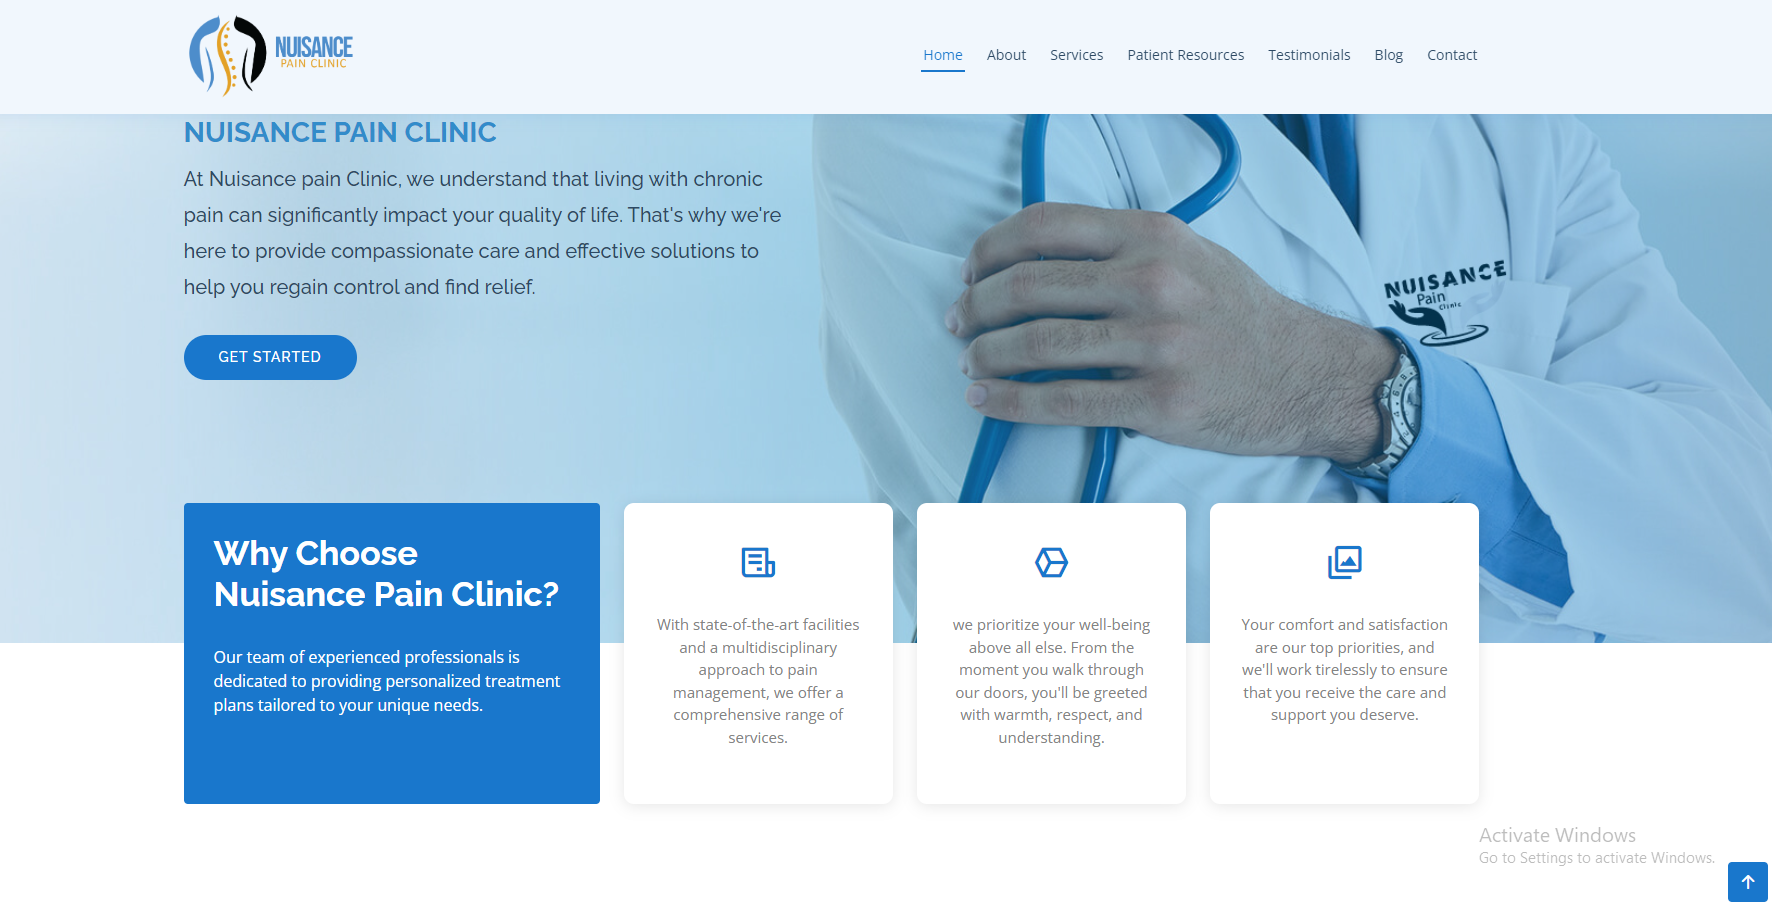 NUISANCE
PAIN CLINIC
Home
About
Services
Patient Resources
Testimonials
Blog
Contact
NUISANCE PAIN CLINIC
At Nuisance pain Clinic, we understand that living with chronic
pain can significantly impact your quality of life. That's why we're
here to provide compassionate care and effective solutions to
help you regain control and find relief.
GET STARTED
NUISANCE
Pain
Clinic
Why Choose
Nuisance Pain Clinic?
Our team of experienced professionals is
dedicated to providing personalized treatment
plans tailored to your unique needs.
With state-of-the-art facilities
and a multidisciplinary
approach to pain
management, we offer a
comprehensive range of
services.
we prioritize your well-being
above all else. From the
moment you walk through
our doors, you'll be greeted
with warmth, respect, and
understanding.
Your comfort and satisfaction
are our top priorities, and
we'll work tirelessly to ensure
that you receive the care and
support you deserve.
Activate Windows
Go to Settings to activate Windows.